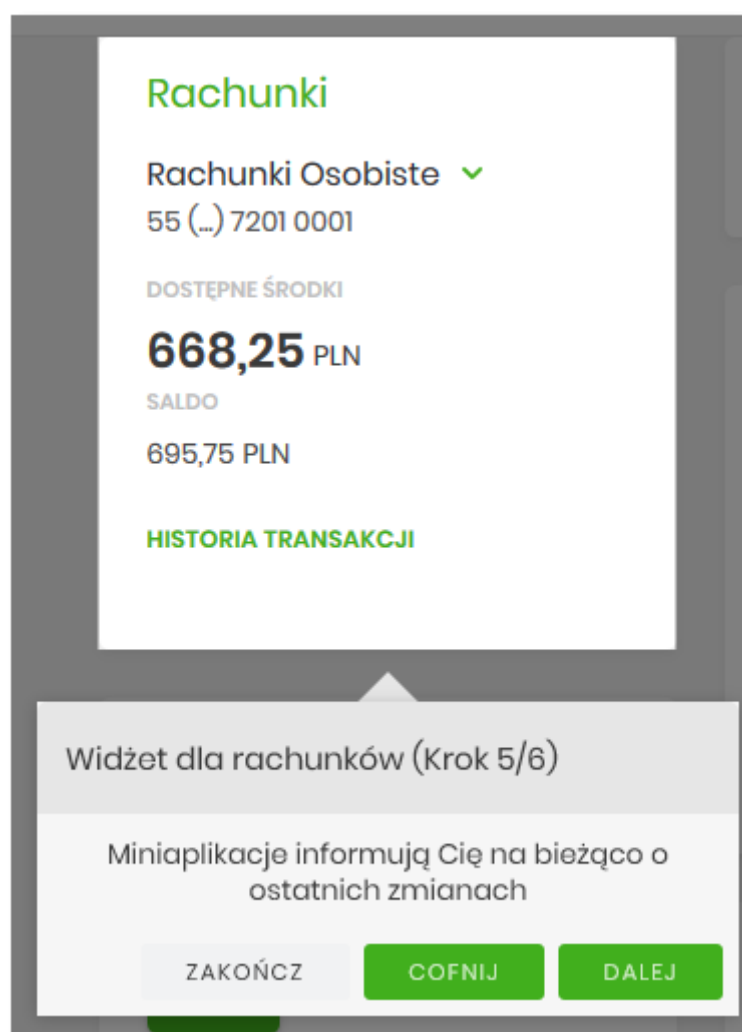 Rachunki
Rachunki Osobiste
55 (...) 7201 0001
DOSTĘPNE ŚRODKI
668,25 PLN
SALDO
695,75 PLN
HISTORIA TRANSAKCJI
Widżet dla rachunków (Krok 5/6)
Miniaplikacje informują Cię na bieżąco o
ostatnich zmianach
ZAKOŃCZ COFNIJ DALEJ